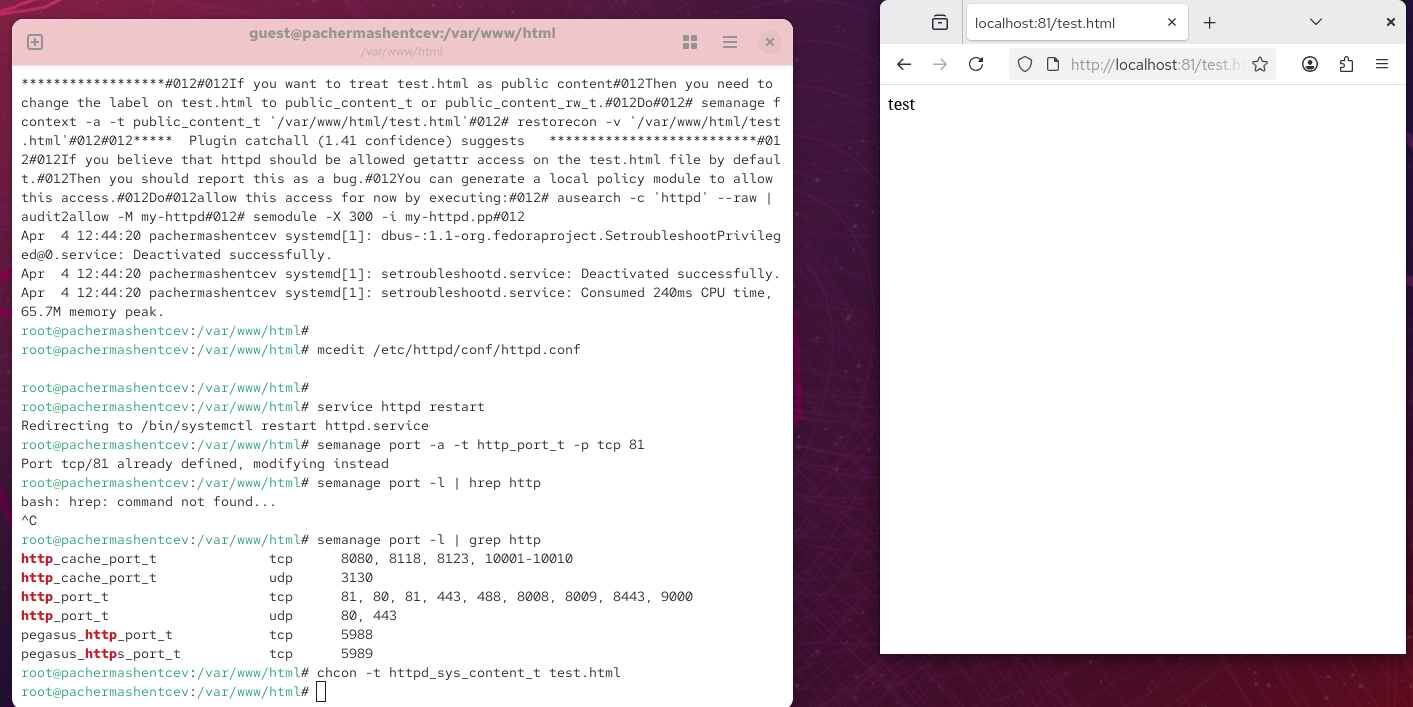 guest@pachermashentcev:/var/www/html
/var/www/html
******************#012#012If you want to treat test.html as public content#012Then you need to
change the label on test.html to public_content_t or public_content_rw_t.#012Do#012# semanage f
context -a -t public_content_t '/var/www/html/test.html'#012# restorecon -v '/var/www/html/test
.html'#012#012*****  Plugin catchall (1.41 confidence) suggests   **************************#01
2#012If you believe that httpd should be allowed getattr access on the test.html file by defaul
t.#012Then you should report this as a bug.#012You can generate a local policy module to allow
this access.#012Do#012allow this access for now by executing:#012# ausearch -c 'httpd' --raw |
audit2allow -M my-httpd#012# semodule -X 300 -i my-httpd.pp#012
Apr  4 12:44:20 pachermashentcev systemd[1]: dbus-:1.1-org.fedoraproject.SetroubleshootPrivileg
ed@0.service: Deactivated successfully.
Apr  4 12:44:20 pachermashentcev systemd[1]: setroubleshootd.service: Deactivated successfully.
Apr  4 12:44:20 pachermashentcev systemd[1]: setroubleshootd.service: Consumed 240ms CPU time,
65.7M memory peak.
root@pachermashentcev:/var/www/html#
root@pachermashentcev:/var/www/html# mcedit /etc/httpd/conf/httpd.conf
root@pachermashentcev:/var/www/html#
root@pachermashentcev:/var/www/html# service httpd restart
Redirecting to /bin/systemctl restart httpd.service
root@pachermashentcev:/var/www/html# semanage port -a -t http_port_t -p tcp 81
Port tcp/81 already defined, modifying instead
root@pachermashentcev:/var/www/html# semanage port -l | hrep http
bash: hrep: command not found...
^C
root@pachermashentcev:/var/www/html# semanage port -l | grep http
http_cache_port_t              tcp      8080, 8118, 8123, 10001-10010
http_cache_port_t              udp      3130
http_port_t                    tcp      81, 80, 81, 443, 488, 8008, 8009, 8443, 9000
http_port_t                    udp      80, 443
pegasus_http_port_t            tcp      5988
pegasus_https_port_t           tcp      5989
root@pachermashentcev:/var/www/html# chcon -t httpd_sys_content_t test.html
root@pachermashentcev:/var/www/html#
localhost:81/test.html
http://localhost:81/test.h
test